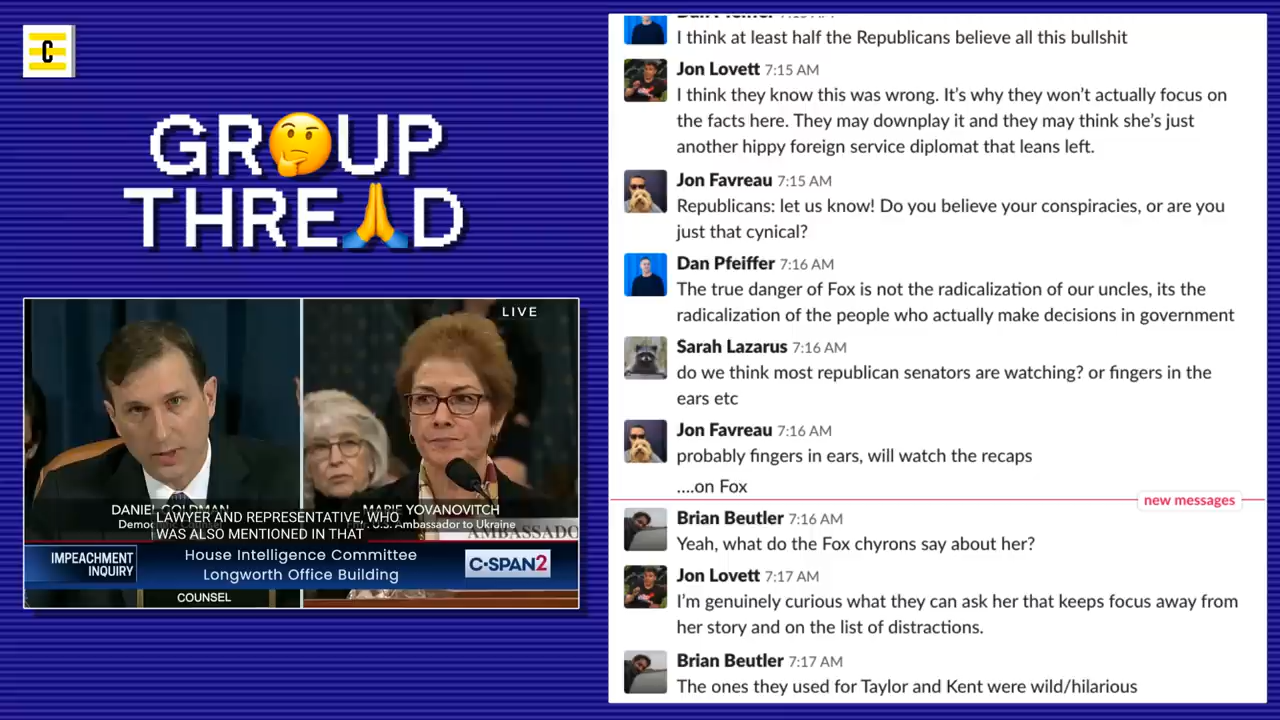 C
GROUP
THREAD
LIVE
DANIEL GOLDMAN
MARIE YOVANOVITCH
LAWYER AND REPRESENTATIVE, WHO
U.S. Ambassador to Ukraine
WAS ALSO MENTIONED IN THAT
AMBASSADO
IMPEACHMENT
INQUIRY
House Intelligence Committee
Longworth Office Building
C-SPAN2
COUNSEL
Dan Pfeiffer 7:15 AM
I think at least half the Republicans believe all this bullshit
Jon Lovett 7:15 AM
I think they know this was wrong. It's why they won't actually focus on
the facts here. They may downplay it and they may think she's just
another hippy foreign service diplomat that leans left.
Jon Favreau 7:15 AM
Republicans: let us know! Do you believe your conspiracies, or are you
just that cynical?
Dan Pfeiffer 7:16 AM
The true danger of Fox is not the radicalization of our uncles, its the
radicalization of the people who actually make decisions in government
Sarah Lazarus 7:16 AM
do we think most republican senators are watching? or fingers in the
ears etc
Jon Favreau 7:16 AM
probably fingers in ears, will watch the recaps
....on Fox
new messages
Brian Beutler 7:16 AM
Yeah, what do the Fox chyrons say about her?
Jon Lovett 7:17 AM
I'm genuinely curious what they can ask her that keeps focus away from
her story and on the list of distractions.
Brian Beutler 7:17 AM
The ones they used for Taylor and Kent were wild/hilarious